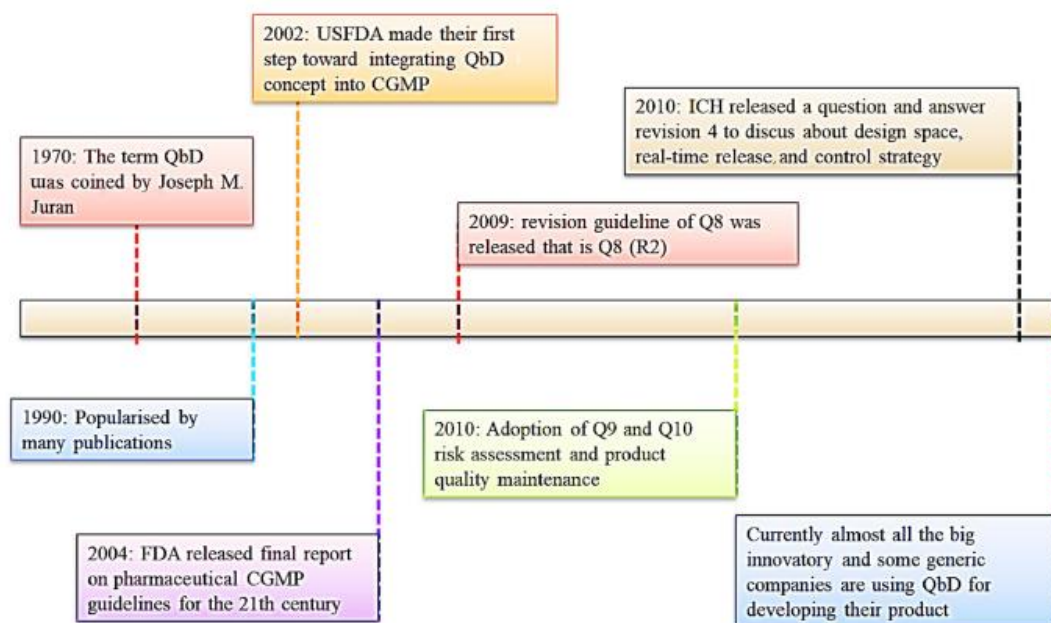 2002: USFDA made their first
step toward integrating QbD
concept into CGMP
2010: ICH released a question and answer
revision 4 to discus about design space,
real-time release, and control strategy
1970: The term QbD
was coined by Joseph M.
Juran
2009: revision guideline of Q8 was
released that is Q8 (R2)
1990: Popularised by
many publications
2010: Adoption of Q9 and Q10
risk assessment and product
quality maintenance
2004: FDA released final report
on pharmaceutical CGMP
guidelines for the 21th century
Currently almost all the big
innovatory and some generic
companies are using QbD for
developing their product